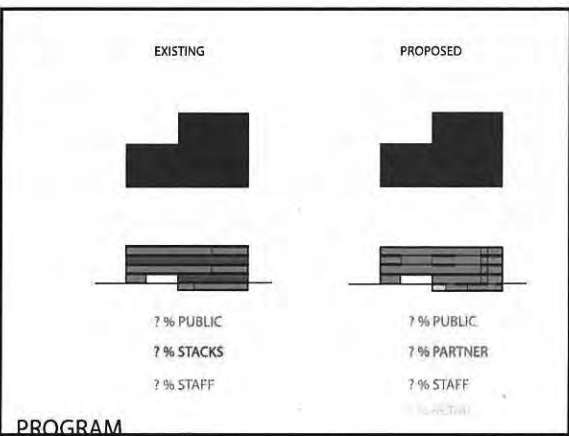 EXISTING PROPOSED
? % PUBLIC ? % PUBLIC
? % STACKS ? % PARTNER
? % STAFF ? % STAFF
PROGRAM